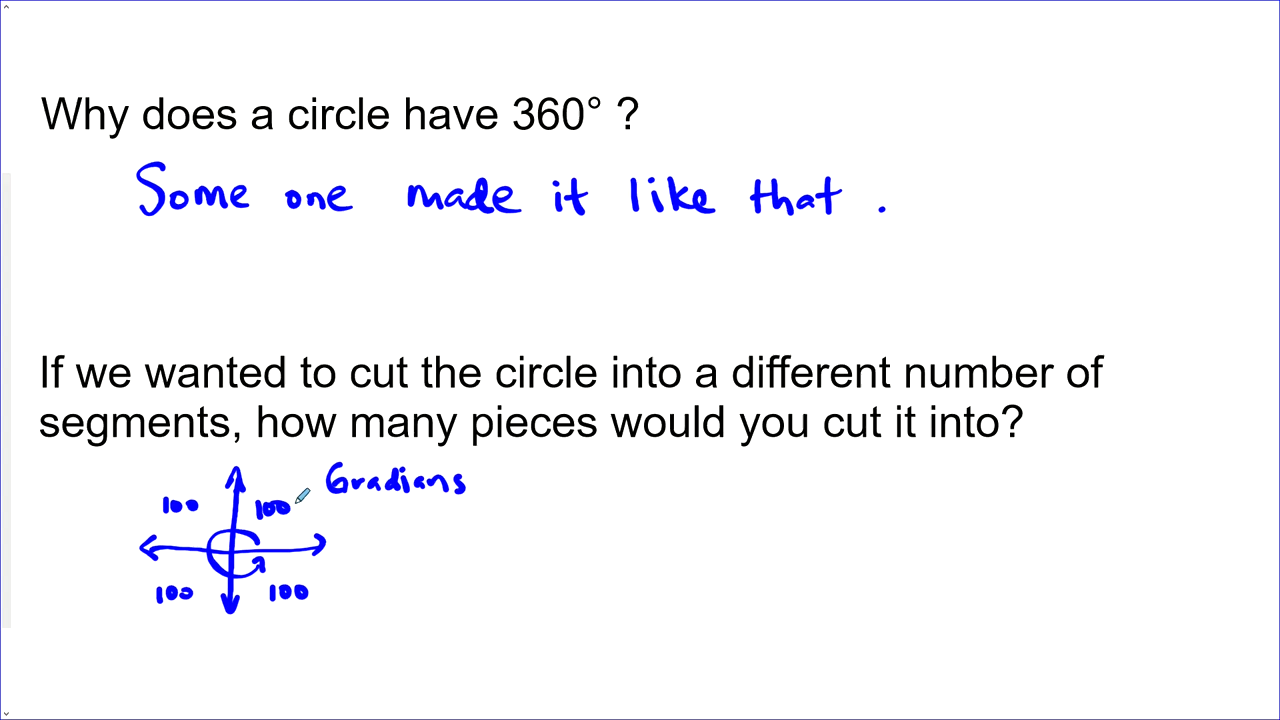 Why does a circle have 360° ?
Some one made it like that .
If we wanted to cut the circle into a different number of
segments, how many pieces would you cut it into?
Gradians
100 100
100 100